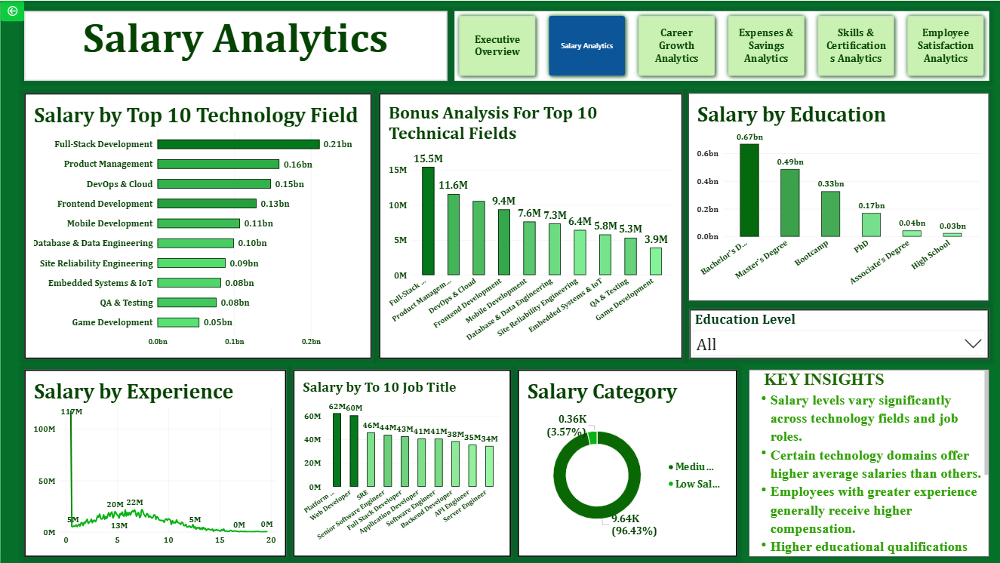 Salary Analytics
Executive
Overview
Salary Analytics
Career
Growth
Analytics
Expenses &
Savings
Analytics
Skills &
Certification
s Analytics
Employee
Satisfaction
Analytics
Salary by Top 10 Technology Field
Full-Stack Development 0.21bn
Product Management 0.16bn
DevOps & Cloud 0.15bn
Frontend Development 0.13bn
Mobile Development 0.11bn
Database & Data Engineering 0.10bn
Site Reliability Engineering 0.09bn
Embedded Systems & IoT 0.08bn
QA & Testing 0.08bn
Game Development 0.05bn
0.0bn 0.1bn 0.2bn
Bonus Analysis For Top 10
Technical Fields
15M
10M
5M
0M
15.5M
11.6M
9.4M
7.6M
7.3M
6.4M
5.8M
5.3M
3.9M
Full-Stack ...
Product Managem...
DevOps & Cloud
Frontend Development
Mobile Development
Database & Data Engineering
Site Reliability Engineering
Embedded Systems & IoT
QA & Testing
Game Development
Salary by Education
0.6bn
0.4bn
0.2bn
0.0bn
0.67bn
0.49bn
0.33bn
0.17bn
0.04bn
0.03bn
Bachelor's D...
Master's Degree
Bootcamp
PhD
Associate's Degree
High School
Education Level
All
Salary by Experience
100M
50M
0M
117M
5M
20M
13M
22M
5M
0M
0M
0 5 10 15 20
Salary by To 10 Job Title
60M
40M
20M
0M
62M
60M
46M
44M
43M
41M
41M
38M
35M
34M
Platform ...
Web Developer
SRE
Senior Software Engineer
Full Stack Developer
Application Developer
Software Engineer
Backend Developer
API Engineer
Server Engineer
Salary Category
0.36K
(3.57%)
9.64K
(96.43%)
Mediu ...
Low Sal...
KEY INSIGHTS
• Salary levels vary significantly
across technology fields and job
roles.
• Certain technology domains offer
higher average salaries than others.
• Employees with greater experience
generally receive higher
compensation.
• Higher educational qualifications